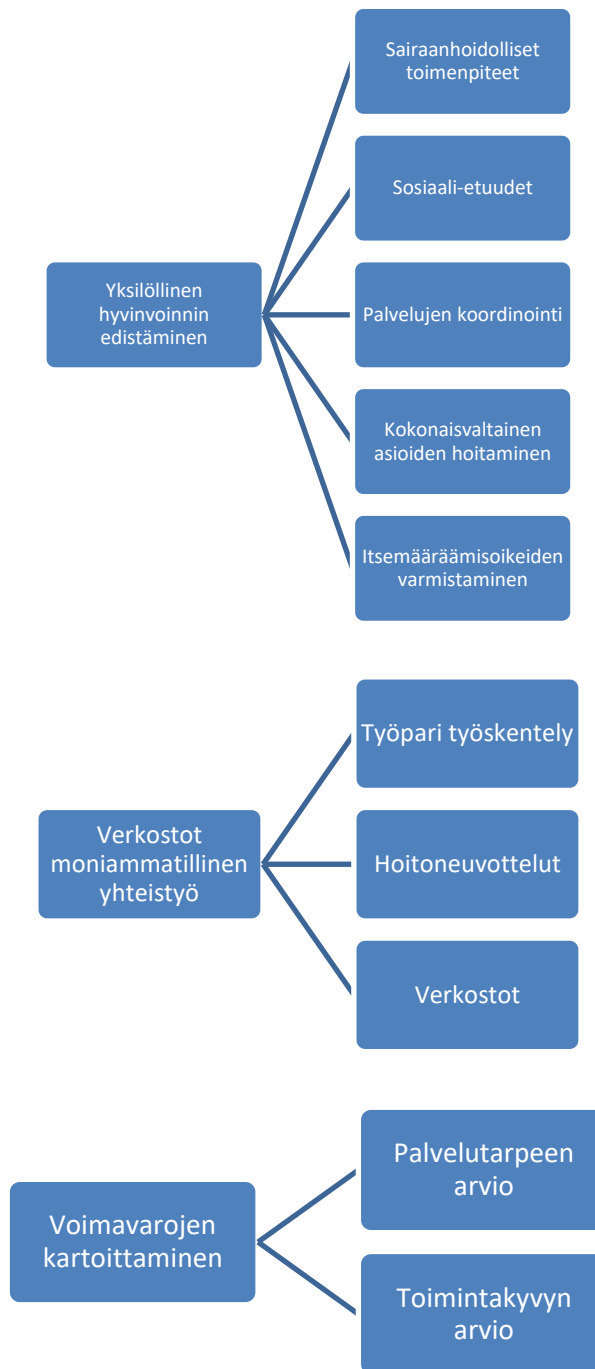 Sairaanhoidolliset
toimenpiteet
Sosiaali-etuudet
Yksilöllinen
hyvinvoinnin
edistäminen
Palvelujen koordinointi
Kokonaisvaltainen
asioiden hoitaminen
Itsemääräämisoikeiden
varmistaminen
Työpari työskentely
Verkostot
moniammatillinen
yhteistyö
Hoitoneuvottelut
Verkostot
Palvelutarpeen
arvio
Voimavarojen
kartoittaminen
Toimintakyvyn
arvio